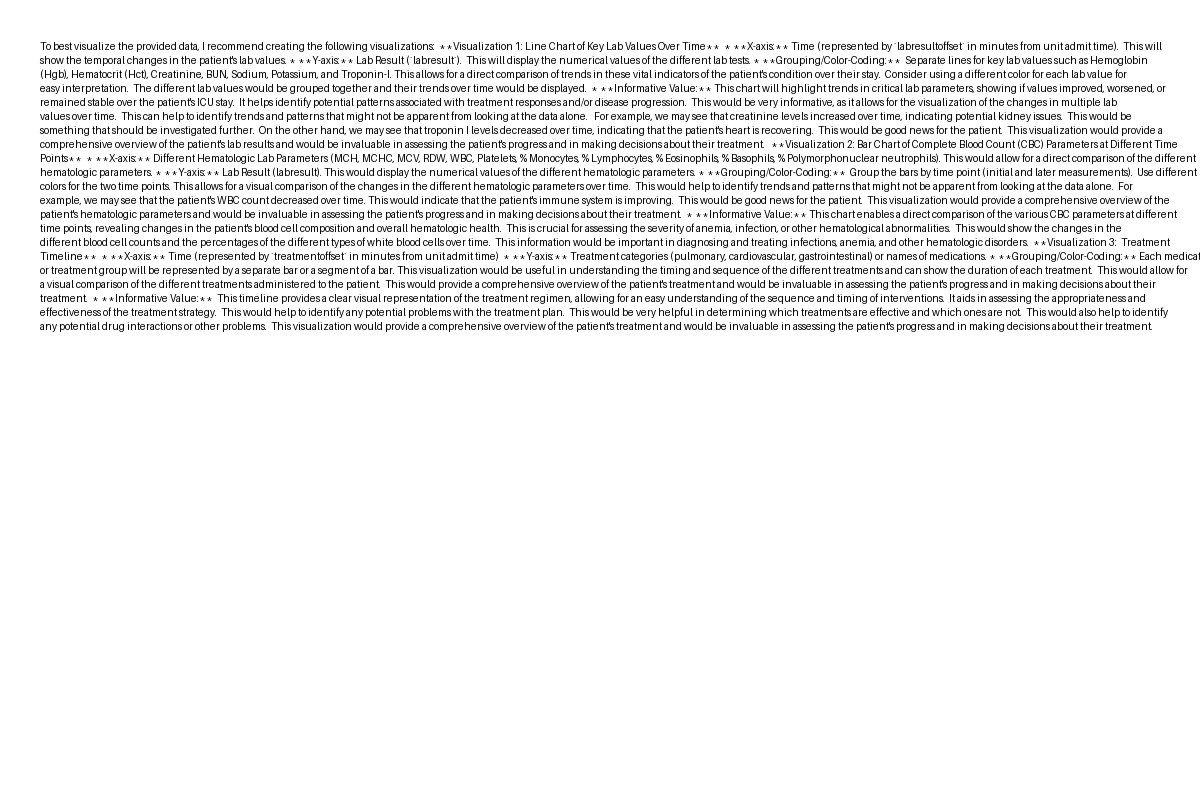 To best visualize the provided data, I recommend creating the following visualizations:  **Visualization 1: Line Chart of Key Lab Values Over Time**  * **X-axis:** Time (represented by `labresultoffset` in minutes from unit admit time).  This will
show the temporal changes in the patient's lab values. * **Y-axis:** Lab Result (`labresult`).  This will display the numerical values of the different lab tests. * **Grouping/Color-Coding:**  Separate lines for key lab values such as Hemoglobin
(Hgb), Hematocrit (Hct), Creatinine, BUN, Sodium, Potassium, and Troponin-I. This allows for a direct comparison of trends in these vital indicators of the patient's condition over their stay.  Consider using a different color for each lab value for
easy interpretation.  The different lab values would be grouped together and their trends over time would be displayed.  * **Informative Value:** This chart will highlight trends in critical lab parameters, showing if values improved, worsened, or
remained stable over the patient's ICU stay.  It helps identify potential patterns associated with treatment responses and/or disease progression.  This would be very informative, as it allows for the visualization of the changes in multiple lab
values over time.  This can help to identify trends and patterns that might not be apparent from looking at the data alone.   For example, we may see that creatinine levels increased over time, indicating potential kidney issues.  This would be
something that should be investigated further.  On the other hand, we may see that troponin I levels decreased over time, indicating that the patient's heart is recovering.  This would be good news for the patient.  This visualization would provide a
comprehensive overview of the patient's lab results and would be invaluable in assessing the patient's progress and in making decisions about their treatment.  **Visualization 2: Bar Chart of Complete Blood Count (CBC) Parameters at Different Time
Points**  * **X-axis:** Different Hematologic Lab Parameters (MCH, MCHC, MCV, RDW, WBC, Platelets, % Monocytes, % Lymphocytes, % Eosinophils, % Basophils, % Polymorphonuclear neutrophils). This would allow for a direct comparison of the different
hematologic parameters. * **Y-axis:** Lab Result (labresult). This would display the numerical values of the different hematologic parameters. * **Grouping/Color-Coding:** Group the bars by time point (initial and later measurements).  Use different
colors for the two time points. This allows for a visual comparison of the changes in the different hematologic parameters over time.  This would help to identify trends and patterns that might not be apparent from looking at the data alone.  For
example, we may see that the patient's WBC count decreased over time. This would indicate that the patient's immune system is improving.  This would be good news for the patient.  This visualization would provide a comprehensive overview of the
patient's hematologic parameters and would be invaluable in assessing the patient's progress and in making decisions about their treatment.  * **Informative Value:** This chart enables a direct comparison of the various CBC parameters at different
time points, revealing changes in the patient's blood cell composition and overall hematologic health.  This is crucial for assessing the severity of anemia, infection, or other hematological abnormalities.  This would show the changes in the
different blood cell counts and the percentages of the different types of white blood cells over time.  This information would be important in diagnosing and treating infections, anemia, and other hematologic disorders.  **Visualization 3:  Treatment
Timeline**  * **X-axis:** Time (represented by `treatmentoffset` in minutes from unit admit time)  * **Y-axis:** Treatment categories (pulmonary, cardiovascular, gastrointestinal) or names of medications. * **Grouping/Color-Coding:** Each
or treatment group will be represented by a separate bar or a segment of a bar. This visualization would be useful in understanding the timing and sequence of the different treatments and can show the duration of each treatment.  This would allow for
a visual comparison of the different treatments administered to the patient.  This would provide a comprehensive overview of the patient's treatment and would be invaluable in assessing the patient's progress and in making decisions about their
treatment.  * **Informative Value:**  This timeline provides a clear visual representation of the treatment regimen, allowing for an easy understanding of the sequence and timing of interventions.  It aids in assessing the appropriateness and
effectiveness of the treatment strategy.  This would help to identify any potential problems with the treatment plan.  This would be very helpful in determining which treatments are effective and which ones are not.  This would also help to identify
any potential drug interactions or other problems.  This visualization would provide a comprehensive overview of the patient's treatment and would be invaluable in assessing the patient's progress and in making decisions about their treatment.